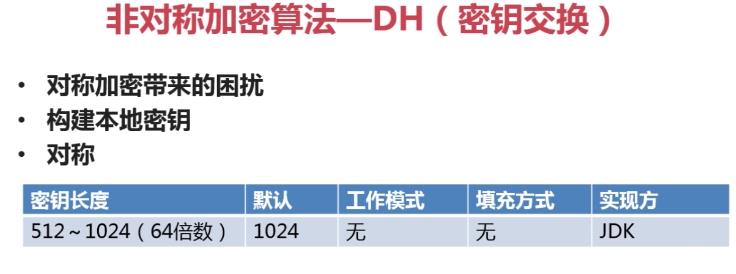 非对称加密算法—DH（密钥交换）
• 对称加密带来的困扰
• 构建本地密钥
• 对称
密钥长度 默认 工作模式 填充方式 实现方
512～1024（64倍数） 1024 无 无 JDK